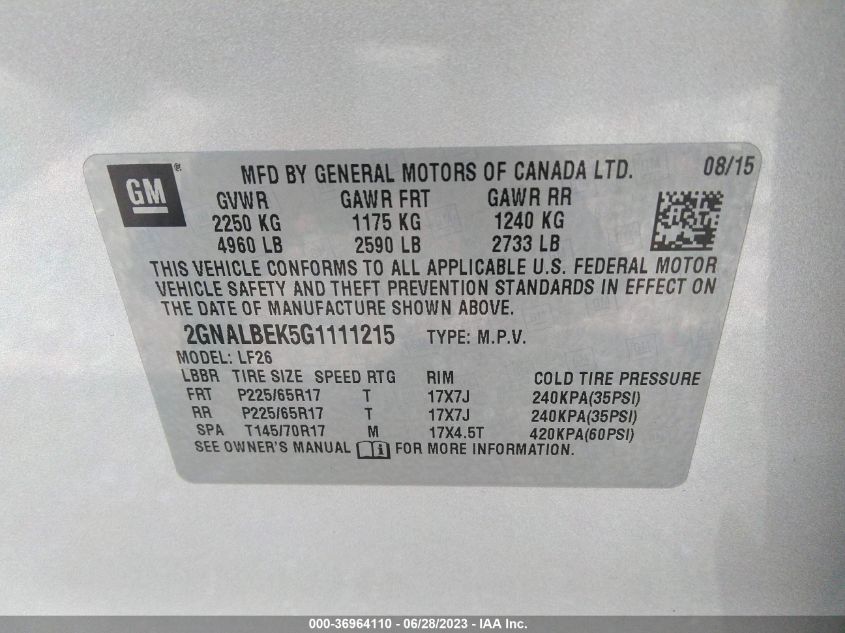 GM ® MFD BY GENERAL MOTORS OF CANADA LTD. 08/15
GVWR GAWR FRT GAWR RR
2250 KG 1175 KG 1240 KG
4960 LB 2590 LB 2733 LB
THIS VEHICLE CONFORMS TO ALL APPLICABLE U.S. FEDERAL MOTOR
VEHICLE SAFETY AND THEFT PREVENTION STANDARDS IN EFFECT ON
THE DATE OF MANUFACTURE SHOWN ABOVE.
2GNALBEK5G1111215 TYPE: M.P.V.
MODEL: LF26
LBBR TIRE SIZE SPEED RTG RIM COLD TIRE PRESSURE
FRT P225/65R17 T 17X7J 240KPA(35PSI)
RR P225/65R17 T 17X7J 240KPA(35PSI)
SPA T145/70R17 M 17X4.5T 420KPA(60PSI)
SEE OWNER'S MANUAL FOR MORE INFORMATION.
000-36964110 - 06/28/2023 - IAA Inc.